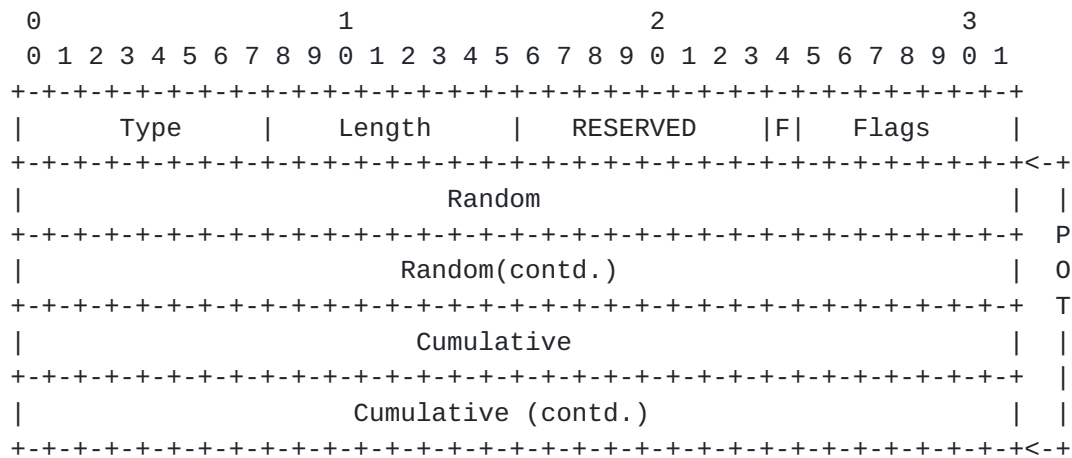 0                   1                   2                   3
 0 1 2 3 4 5 6 7 8 9 0 1 2 3 4 5 6 7 8 9 0 1 2 3 4 5 6 7 8 9 0 1
+-+-+-+-+-+-+-+-+-+-+-+-+-+-+-+-+-+-+-+-+-+-+-+-+-+-+-+-+-+-+-+-+
|      Type     |    Length     |   RESERVED    |F|   Flags     |
+-+-+-+-+-+-+-+-+-+-+-+-+-+-+-+-+-+-+-+-+-+-+-+-+-+-+-+-+-+-+-+-+<-+
|                           Random                              |  |
+-+-+-+-+-+-+-+-+-+-+-+-+-+-+-+-+-+-+-+-+-+-+-+-+-+-+-+-+-+-+-+-+  P
|                        Random(contd.)                         |  O
+-+-+-+-+-+-+-+-+-+-+-+-+-+-+-+-+-+-+-+-+-+-+-+-+-+-+-+-+-+-+-+-+  T
|                         Cumulative                            |  |
+-+-+-+-+-+-+-+-+-+-+-+-+-+-+-+-+-+-+-+-+-+-+-+-+-+-+-+-+-+-+-+-+  |
|                     Cumulative (contd.)                       |  |
+-+-+-+-+-+-+-+-+-+-+-+-+-+-+-+-+-+-+-+-+-+-+-+-+-+-+-+-+-+-+-+-+<-+